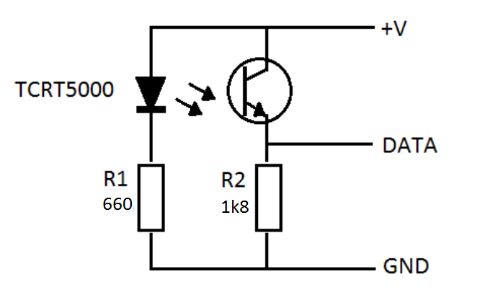 +V
TCRT5000
DATA
R1
660
R2
1k8
GND